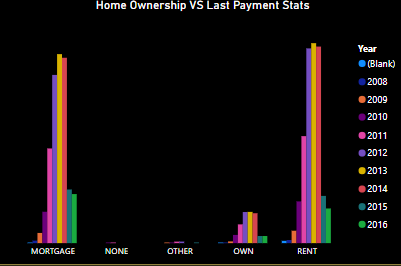 Home Ownership VS Last Payment Stats
Year
(Blank)
2008
2009
2010
2011
2012
2013
2014
2015
2016
MORTGAGE NONE OTHER OWN RENT